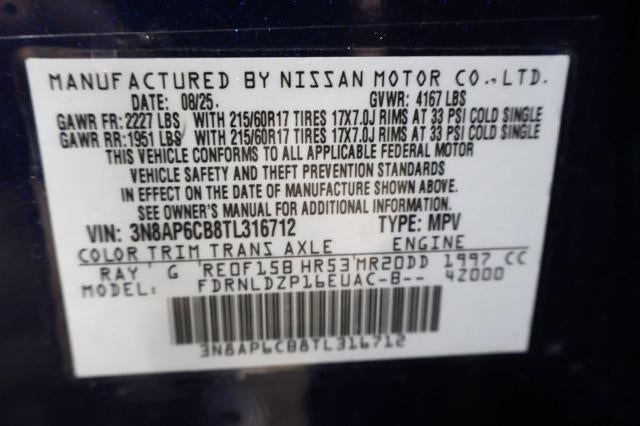 MANUFACTURED BY NISSAN MOTOR CO.,LTD.
DATE: 08/25. GVWR: 4167 LBS
GAWR FR: 2227 LBS WITH 215/60R17 TIRES 17X7.0J RIMS AT 33 PSI COLD SINGLE
GAWR RR: 1951 LBS WITH 215/60R17 TIRES 17X7.0J RIMS AT 33 PSI COLD SINGLE
THIS VEHICLE CONFORMS TO ALL APPLICABLE FEDERAL MOTOR
VEHICLE SAFETY AND THEFT PREVENTION STANDARDS
IN EFFECT ON THE DATE OF MANUFACTURE SHOWN ABOVE.
SEE OWNER'S MANUAL FOR ADDITIONAL INFORMATION.
VIN: 3N8AP6CB8TL316712 TYPE: MPV
COLOR TRIM TRANS AXLE ENGINE
RAY G RE0F15B HR53 MR20DD 1997 CC
MODEL: FDRNLDZP16EUAC-B-- 4Z000
3N8AP6CB8TL316712